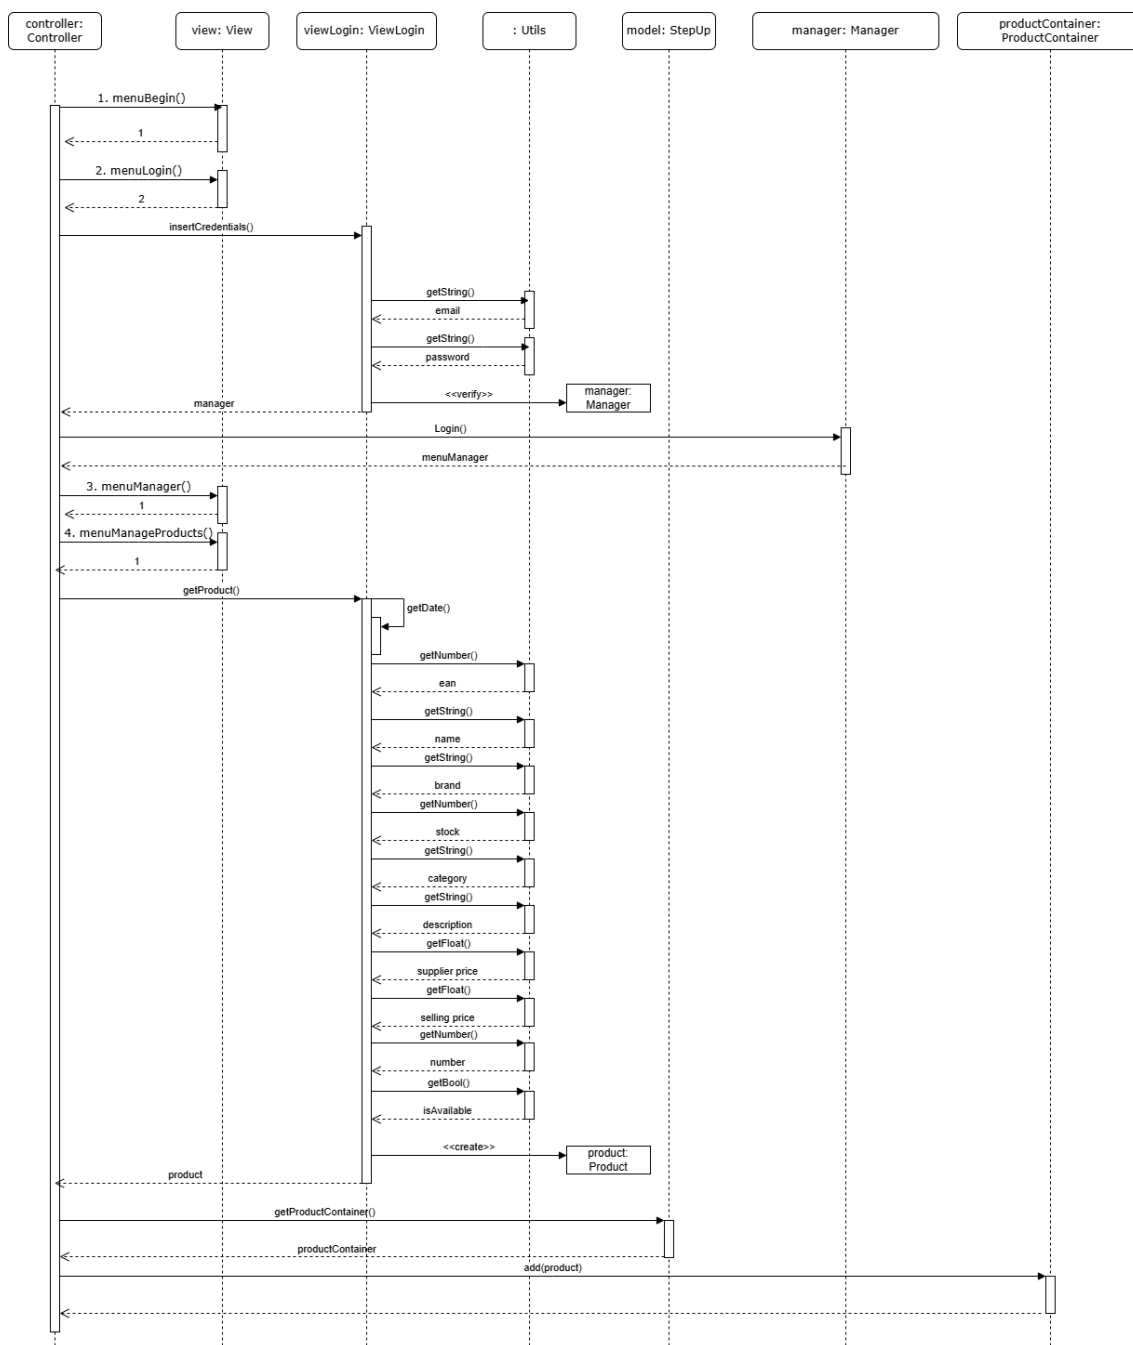 controller:
Controller
view: View
viewLogin: ViewLogin
: Utils
model: StepUp
manager: Manager
productContainer:
ProductContainer
1. menuBegin()
1
2. menuLogin()
2
insertCredentials()
getString()
email
getString()
password
<<verify>>
manager:
Manager
manager
Login()
menuManager
3. menuManager()
1
4. menuManageProducts()
1
getProduct()
getDate()
getNumber()
ean
getString()
name
getString()
brand
getNumber()
stock
getString()
category
getString()
description
getFloat()
supplier price
getFloat()
selling price
getNumber()
number
getBool()
isAvailable
<<create>>
product:
Product
product
getProductContainer()
productContainer
add(product)